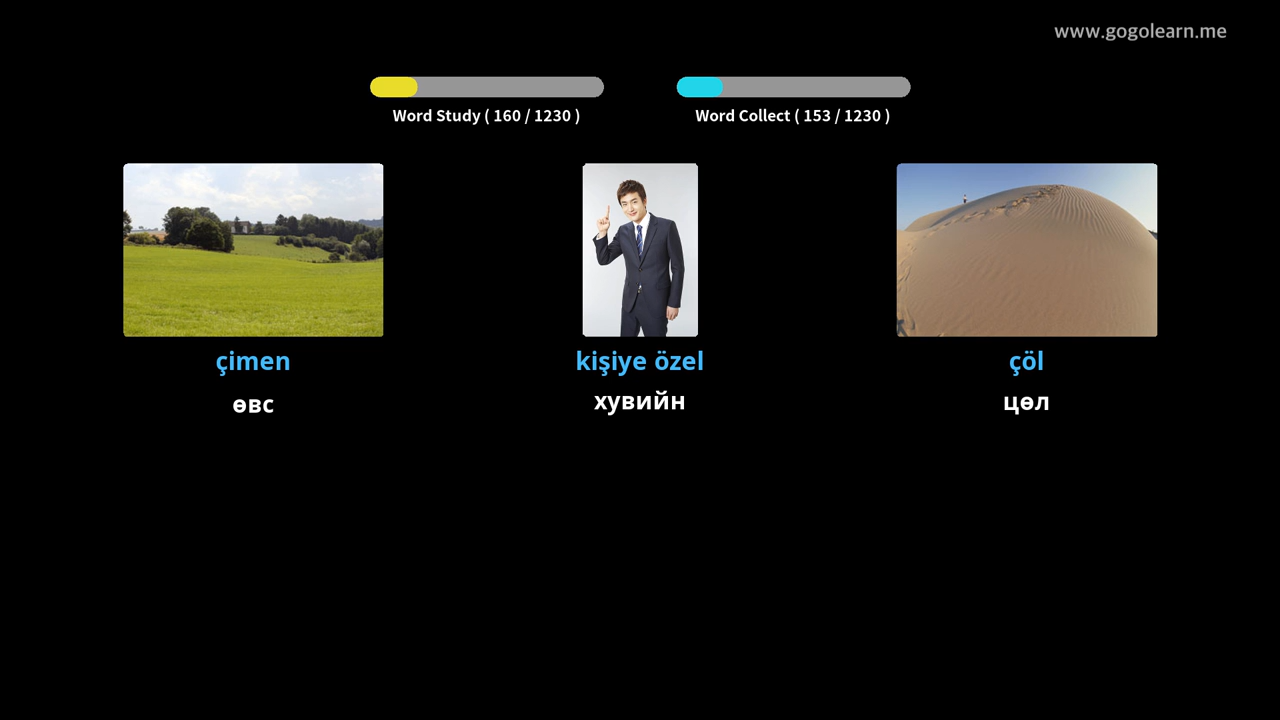 www.gogolearn.me
Word Study ( 160 / 1230 )
Word Collect ( 153 / 1230 )
çimen
kişiye özel
çöl
өвс
хувийн
цөл